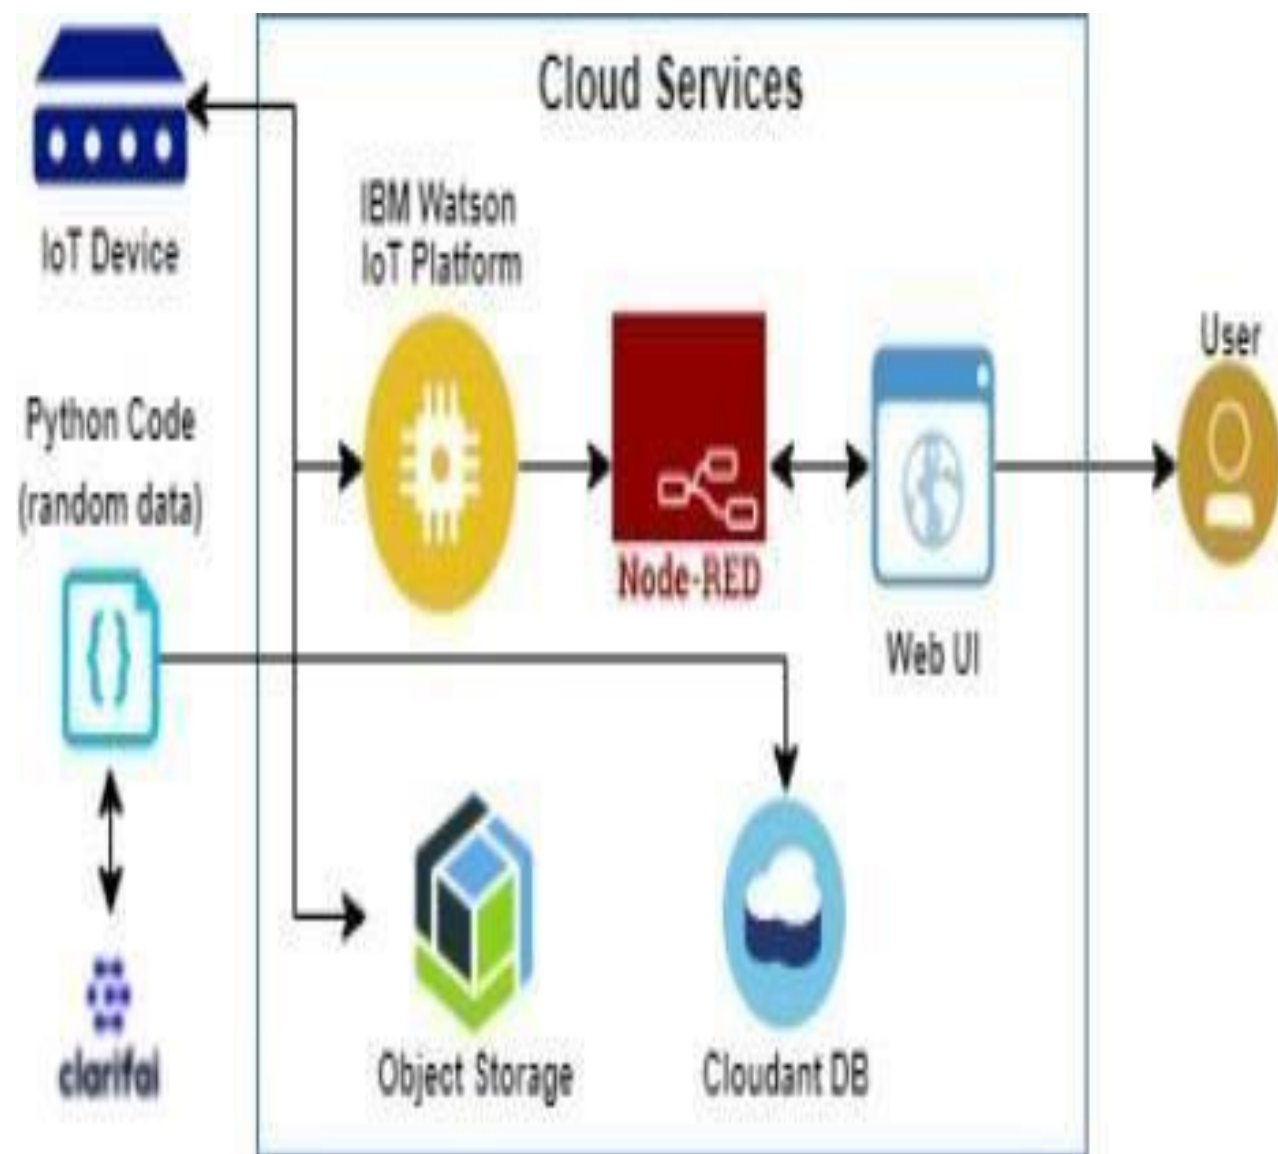 Cloud Services
IoT Device
IBM Watson
IoT Platform
User
Python Code
(random data)
Node-RED
Web UI
clarifai
Object Storage
Cloudant DB